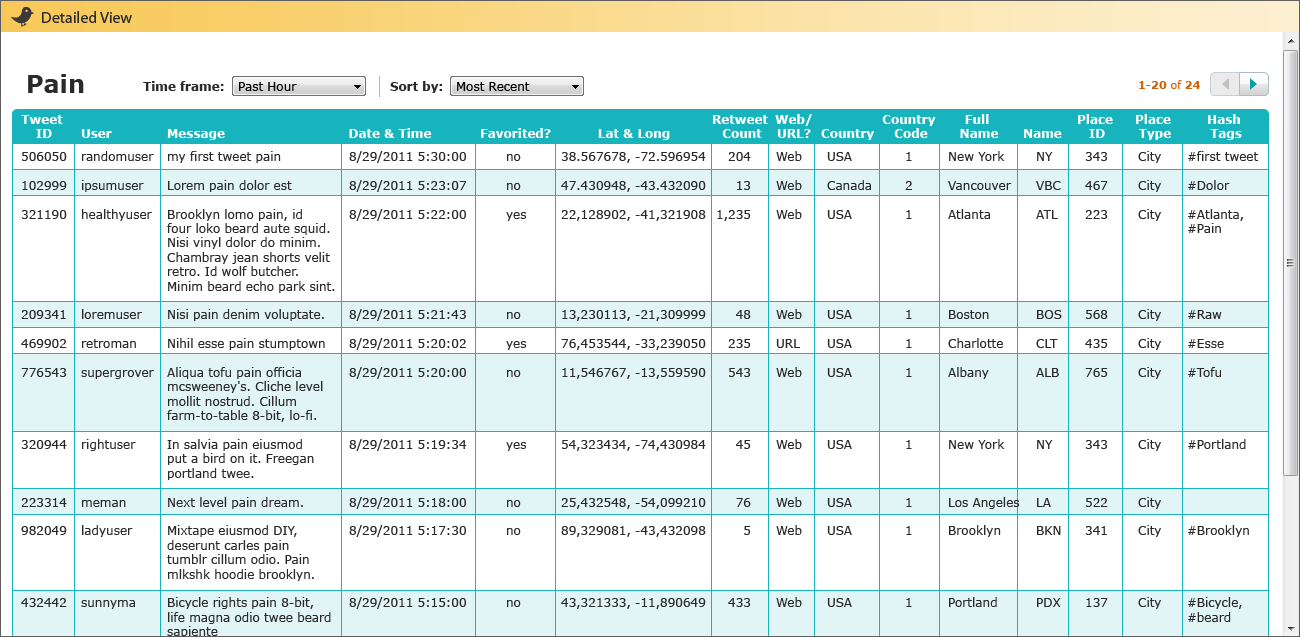 Detailed View
Pain Time frame: Past Hour Sort by: Most Recent 1-20 of 24
Tweet ID User Message Date & Time Favorited? Lat & Long Retweet Count Web/URL? Country Country Code Full Name Name Place ID Place Type Hash Tags
506050 randomuser my first tweet pain 8/29/2011 5:30:00 no 38.567678, -72.596954 204 Web USA 1 New York NY 343 City #first tweet
102999 ipsumuser Lorem pain dolor est 8/29/2011 5:23:07 no 47.430948, -43.432090 13 Web Canada 2 Vancouver VBC 467 City #Dolor
321190 healthyuser Brooklyn lomo pain, id 8/29/2011 5:22:00 yes 22,128902, -41,321908 1,235 Web USA 1 Atlanta ATL 223 City #Atlanta,
four loko beard aute squid. #Pain
Nisi vinyl dolor do minim.
Chambray jean shorts velit
retro. Id wolf butcher.
Minim beard echo park sint.
209341 loremuser Nisi pain denim voluptate. 8/29/2011 5:21:43 no 13,230113, -21,309999 48 Web USA 1 Boston BOS 568 City #Raw
469902 retroman Nihil esse pain stumptown 8/29/2011 5:20:02 yes 76,453544, -33,239050 235 URL USA 1 Charlotte CLT 435 City #Esse
776543 supergrover Aliqua tofu pain officia 8/29/2011 5:20:00 no 11,546767, -13,559590 543 Web USA 1 Albany ALB 765 City #Tofu
mcsweeney's. Cliche level
mollit nostrud. Cillum
farm-to-table 8-bit, lo-fi.
320944 rightuser In salvia pain eiusmod 8/29/2011 5:19:34 yes 54,323434, -74,430984 45 Web USA 1 New York NY 343 City #Portland
put a bird on it. Freegan
portland twee.
223314 meman Next level pain dream. 8/29/2011 5:18:00 no 25,432548, -54,099210 76 Web USA 1 Los Angeles LA 522 City
982049 ladyuser Mixtape eiusmod DIY, 8/29/2011 5:17:30 no 89,329081, -43,432098 5 Web USA 1 Brooklyn BKN 341 City #Brooklyn
deserunt carles pain
tumblr cillum odio. Pain
mlkshk hoodie brooklyn.
432442 sunnyma Bicycle rights pain 8-bit, 8/29/2011 5:15:00 no 43,321333, -11,890649 433 Web USA 1 Portland PDX 137 City #Bicycle,
life magna odio twee beard #beard
sapiente